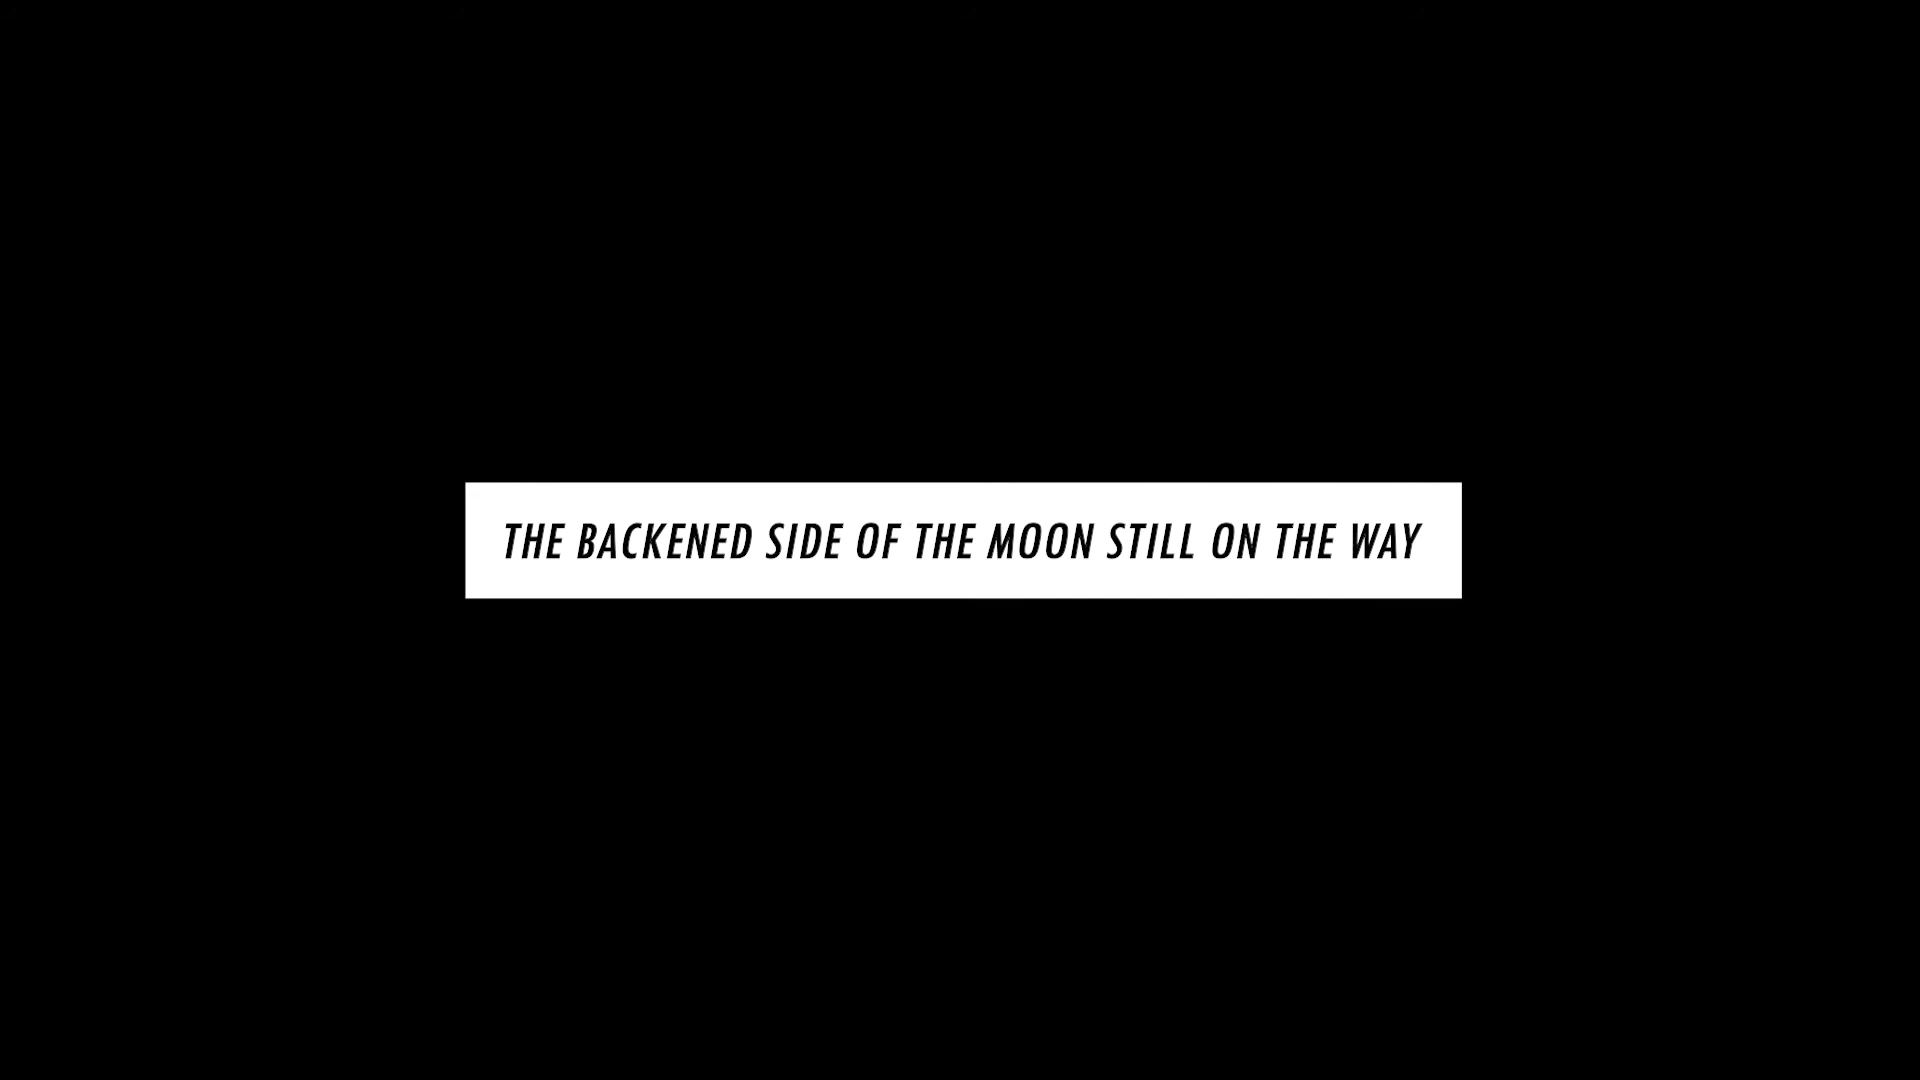 THE BACKENED SIDE OF THE MOON STILL ON THE WAY